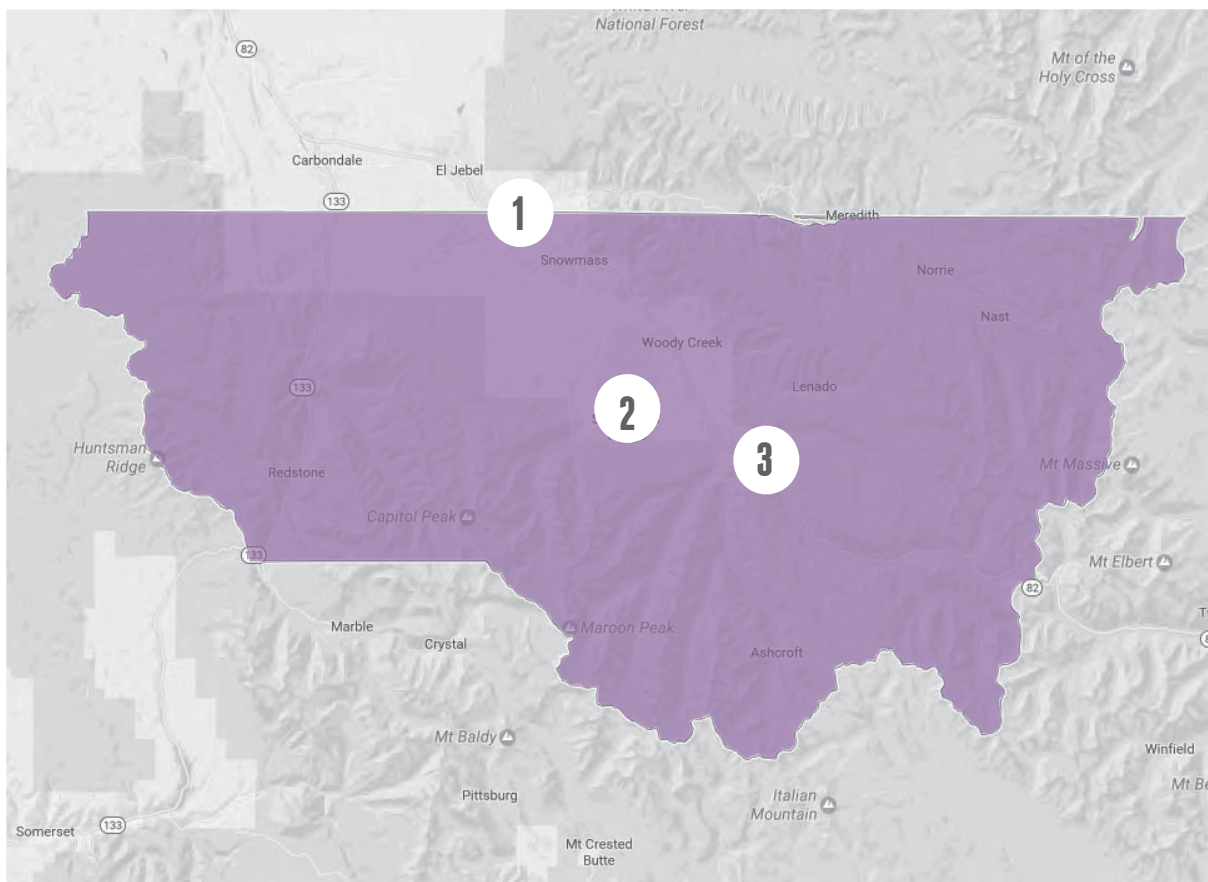 National Forest
82
Mt of the
Holy Cross
Carbondale
El Jebel
133
1
Meredith
Snowmass
Norrie
Nast
Woody Creek
133
Lenado
2
3
Huntsman
Ridge
Redstone
Mt Massive
Capitol Peak
133
Mt Elbert
82
Marble
Maroon Peak
Crystal
Ashcroft
Mt Baldy
Winfield
Pittsburg
Italian
Mountain
Somerset
133
Mt Crested
Butte